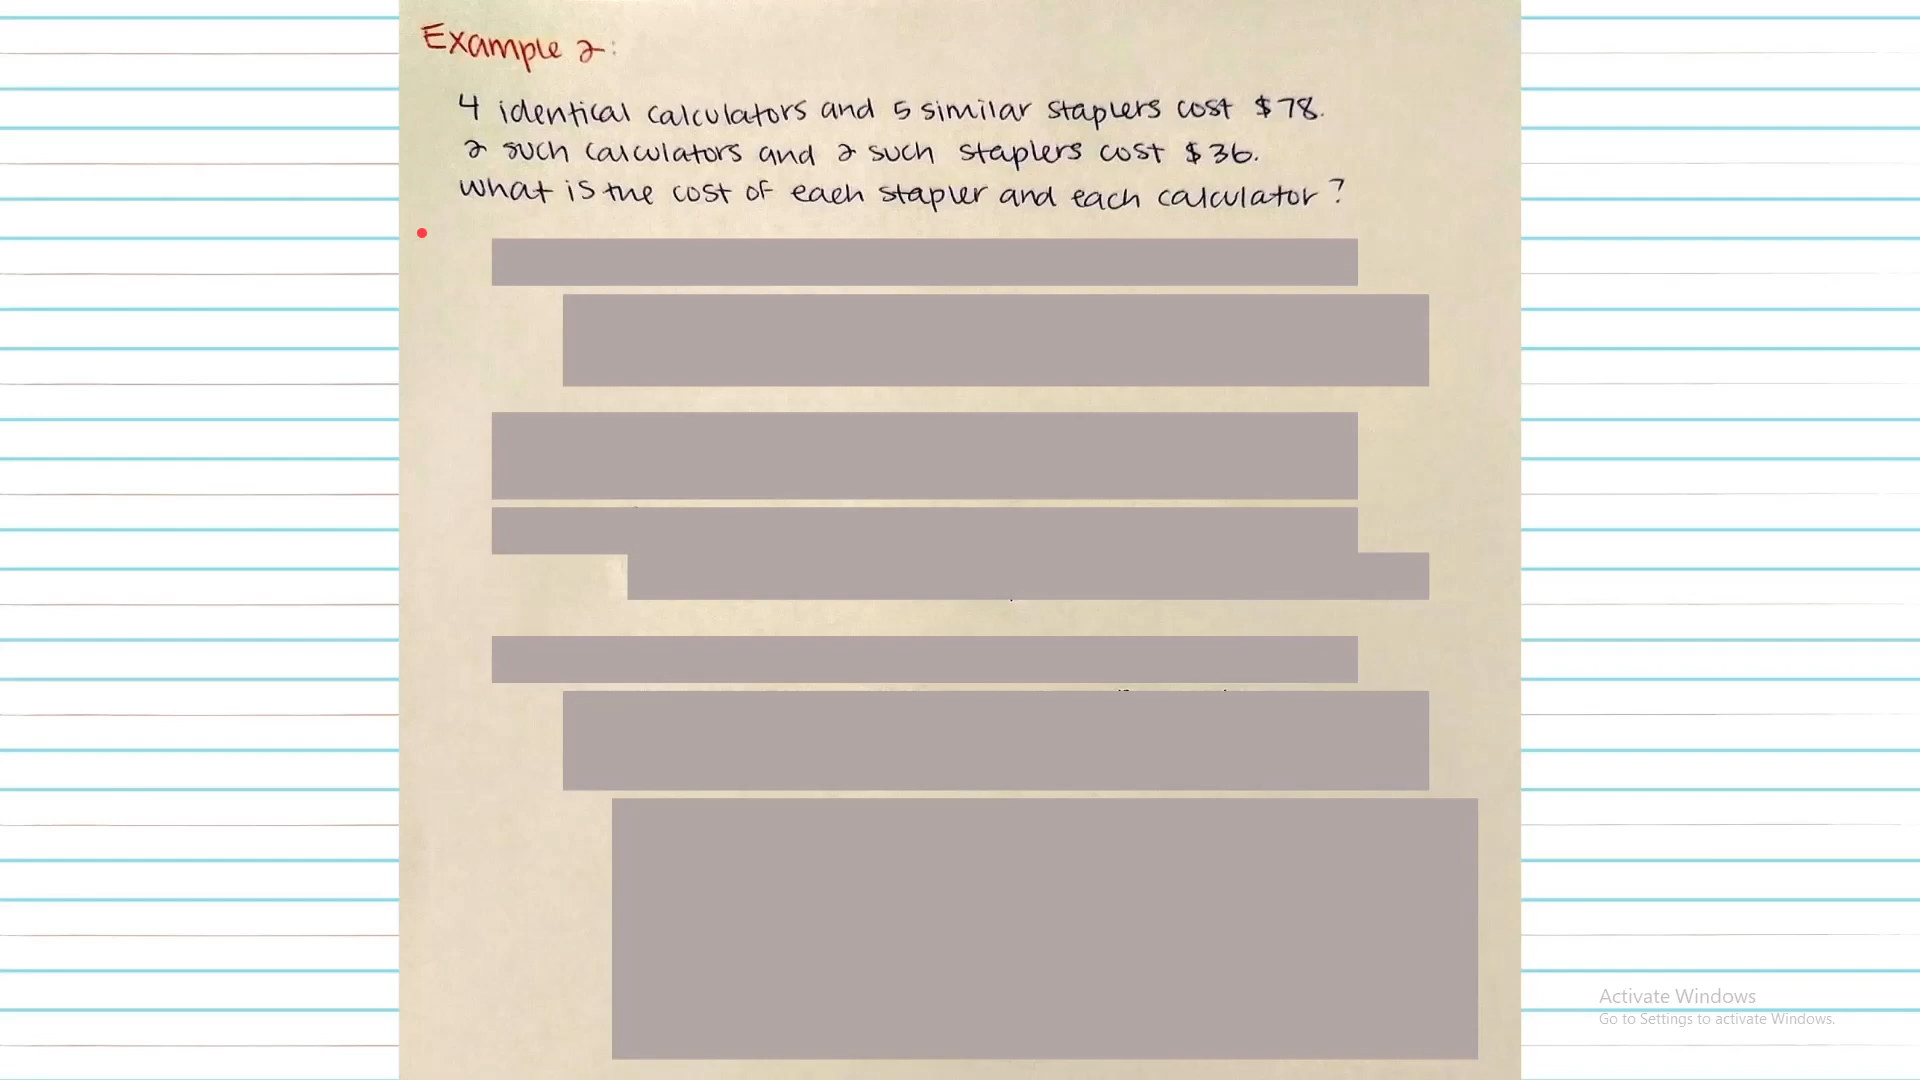 Example 2:
4 identical calculators and 5 similar staplers cost $78.
2 such calculators and 2 such staplers cost $36.
What is the cost of each stapler and each calculator?
Activate Windows
Go to Settings to activate Windows.